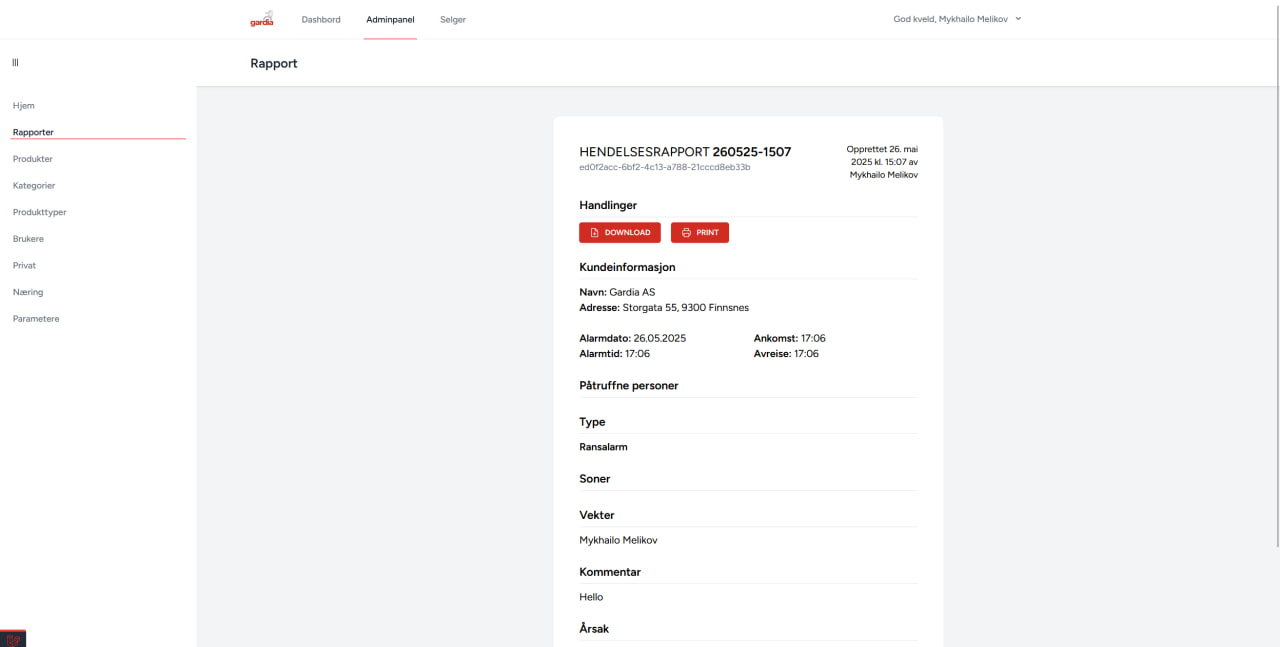 gardia
Dashbord
Adminpanel
Selger
God kveld, Mykhailo Melikov
Rapport
Hjem
Rapporter
Produkter
Kategorier
Produkttyper
Brukere
Privat
Næring
Parametere
HENDELSESRAPPORT 260525-1507
ed0f2acc-6bf2-4c13-a788-21cccd8eb33b
Opprettet 26. mai
2025 kl. 15:07 av
Mykhailo Melikov
Handlinger
DOWNLOAD
PRINT
Kundeinformasjon
Navn: Gardia AS
Adresse: Storgata 55, 9300 Finnsnes
Alarmdato: 26.05.2025
Ankomst: 17:06
Alarmtid: 17:06
Avreise: 17:06
Påtruffne personer
Type
Ransalarm
Soner
Vekter
Mykhailo Melikov
Kommentar
Hello
Årsak